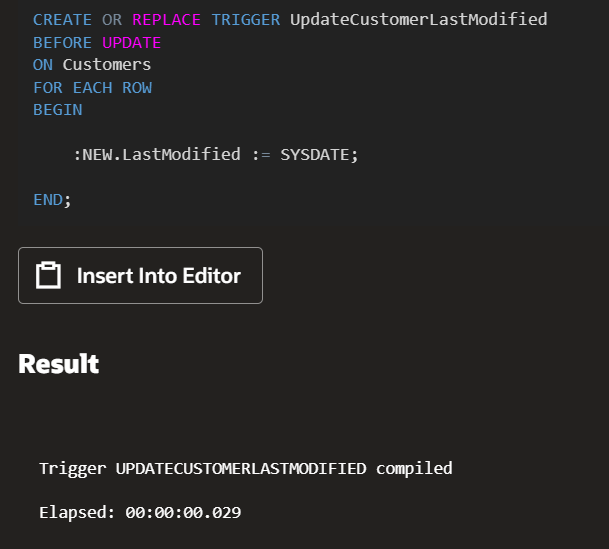 CREATE OR REPLACE TRIGGER UpdateCustomerLastModified
BEFORE UPDATE
ON Customers
FOR EACH ROW
BEGIN
:NEW.LastModified := SYSDATE;
END;
Insert Into Editor
Result
Trigger UPDATECUSTOMERLASTMODIFIED compiled
Elapsed: 00:00:00.029